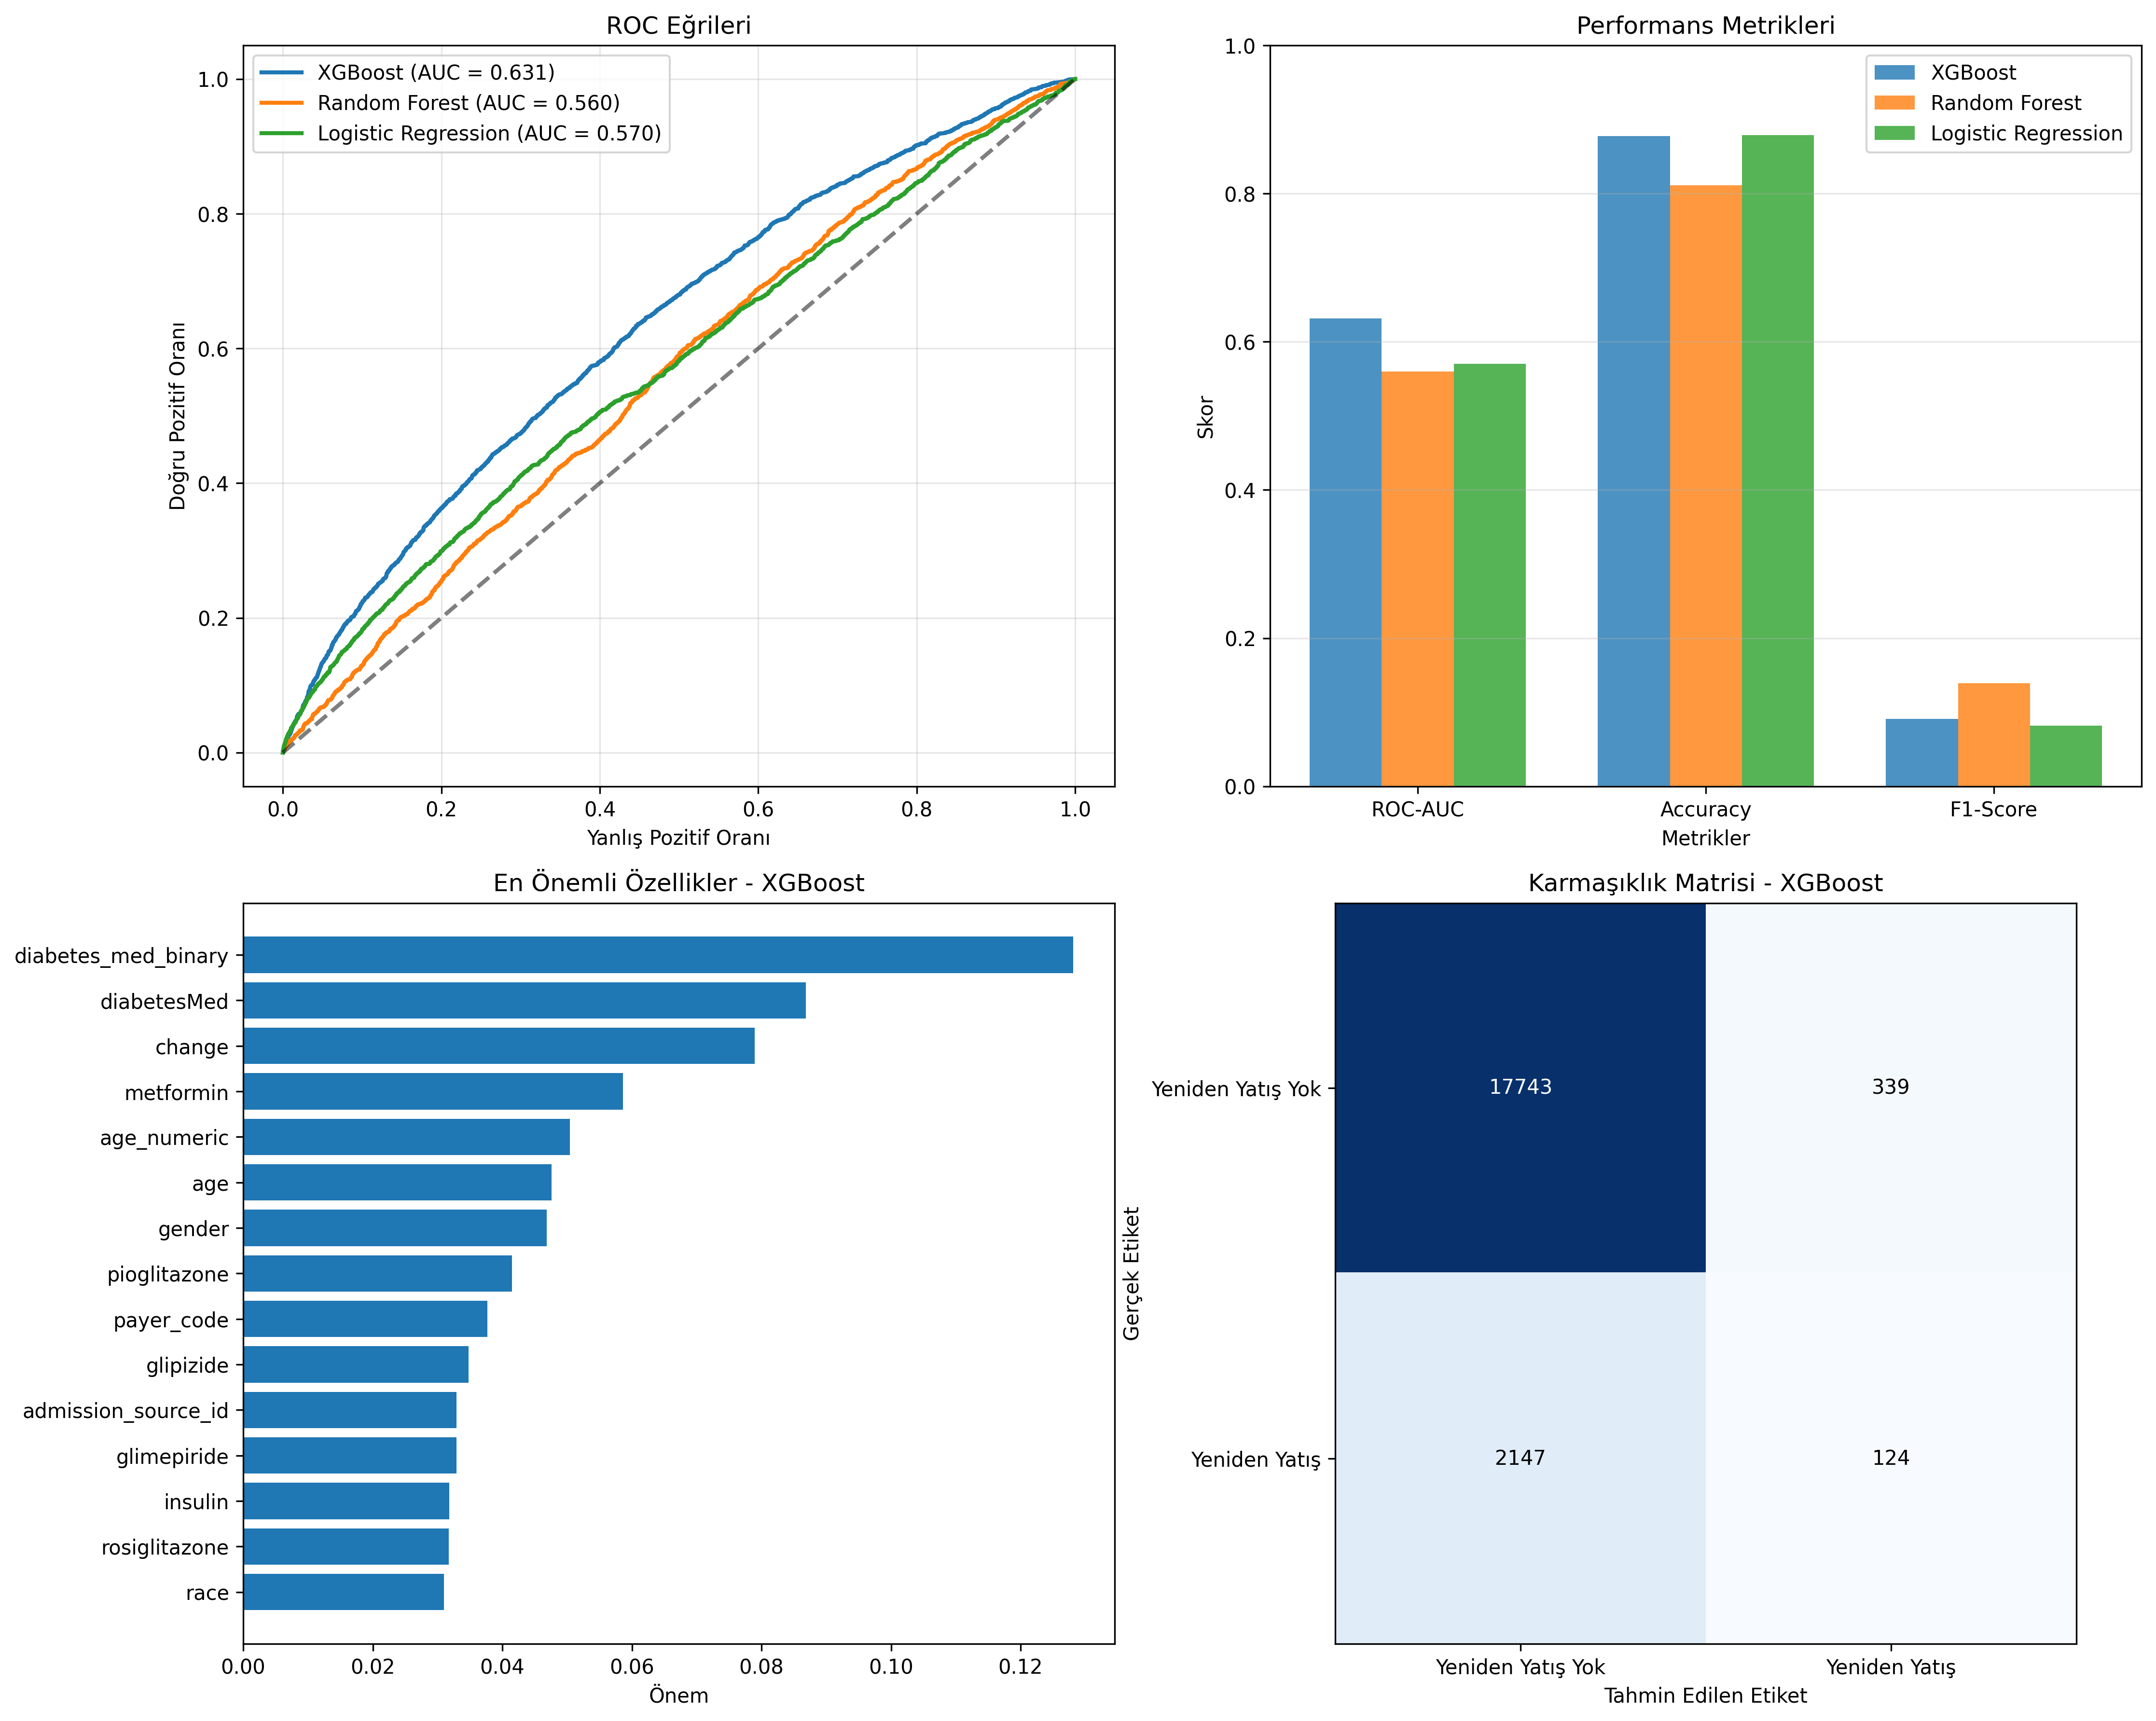 ROC Eğrileri
XGBoost (AUC = 0.631)
Random Forest (AUC = 0.560)
Logistic Regression (AUC = 0.570)
Doğru Pozitif Oranı
1.0
0.8
0.6
0.4
0.2
0.0
0.0 0.2 0.4 0.6 0.8 1.0
Yanlış Pozitif Oranı
Performans Metrikleri
XGBoost
Random Forest
Logistic Regression
Skor
1.0
0.8
0.6
0.4
0.2
0.0
ROC-AUC Accuracy F1-Score
Metrikler
En Önemli Özellikler - XGBoost
diabetes_med_binary
diabetesMed
change
metformin
age_numeric
age
gender
pioglitazone
payer_code
glipizide
admission_source_id
glimepiride
insulin
rosiglitazone
race
0.00 0.02 0.04 0.06 0.08 0.10 0.12
Önem
Karmaşıklık Matrisi - XGBoost
Gerçek Etiket
Yeniden Yatış Yok 17743 339
Yeniden Yatış 2147 124
Yeniden Yatış Yok Yeniden Yatış
Tahmin Edilen Etiket